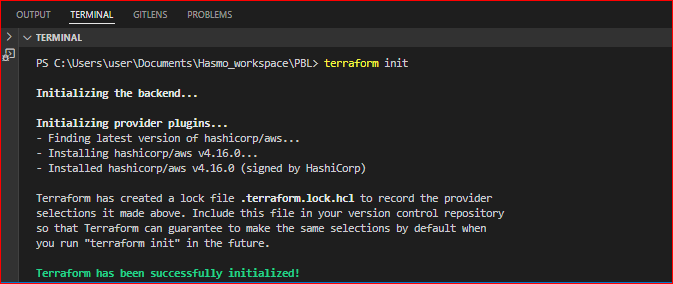 OUTPUT TERMINAL GITLENS PROBLEMS
TERMINAL
PS C:\Users\user\Documents\Hasmo_workspace\PBL> terraform init
Initializing the backend...
Initializing provider plugins...
- Finding latest version of hashicorp/aws...
- Installing hashicorp/aws v4.16.0...
- Installed hashicorp/aws v4.16.0 (signed by HashiCorp)
Terraform has created a lock file .terraform.lock.hcl to record the provider
selections it made above. Include this file in your version control repository
so that Terraform can guarantee to make the same selections by default when
you run "terraform init" in the future.
Terraform has been successfully initialized!